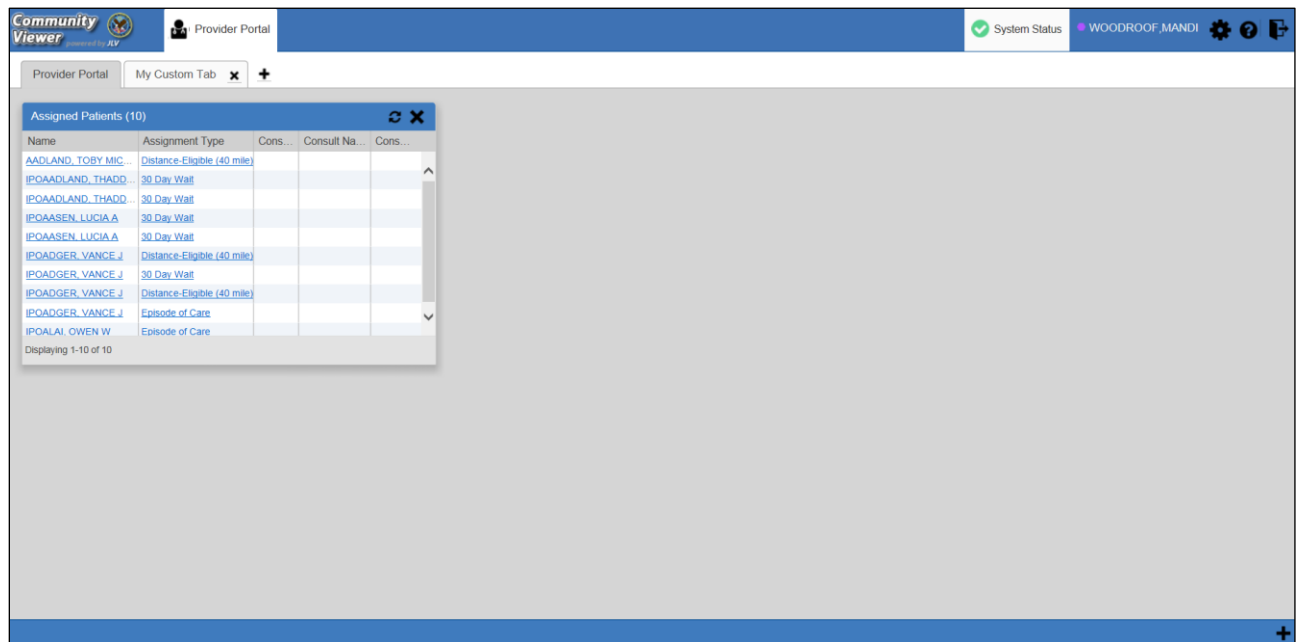 Community Viewer powered by JLV
Provider Portal
System Status
WOODROOF,MANDI
Provider Portal
My Custom Tab
Assigned Patients (10)
Name Assignment Type Cons... Consult Na... Cons...
AADLAND, TOBY MIC... Distance-Eligible (40 mile)
IPOAADLAND, THADD... 30 Day Wait
IPOAADLAND, THADD... 30 Day Wait
IPOAASEN, LUCIA A 30 Day Wait
IPOAASEN, LUCIA A 30 Day Wait
IPOADGER, VANCE J Distance-Eligible (40 mile)
IPOADGER, VANCE J 30 Day Wait
IPOADGER, VANCE J Distance-Eligible (40 mile)
IPOADGER, VANCE J Episode of Care
IPOALAI, OWEN W Episode of Care
Displaying 1-10 of 10